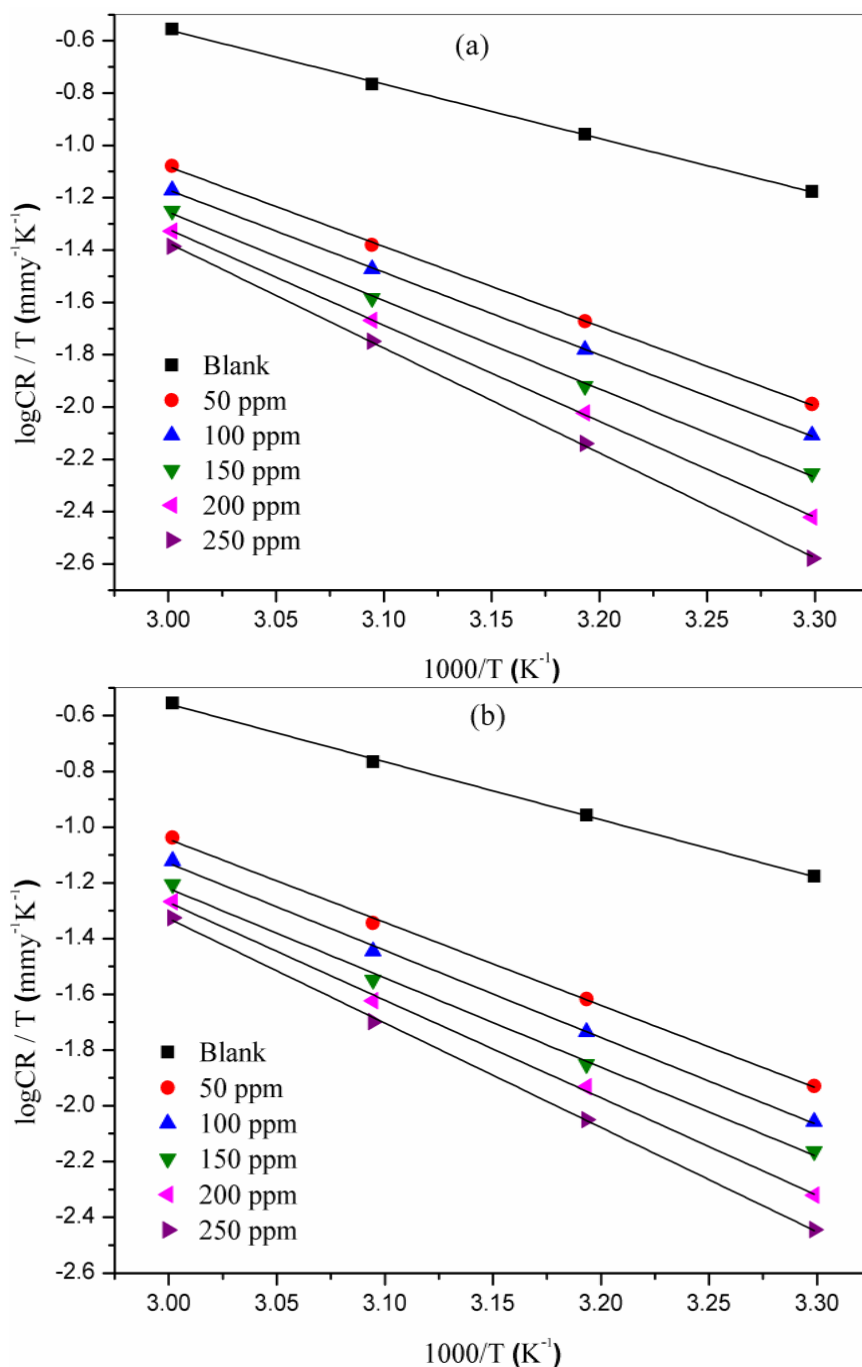 (a)
-0.6
-0.8
-1.0
-1.2
-1.4
-1.6
-1.8
-2.0
-2.2
-2.4
-2.6
logCR / T (mmy-1K-1)
Blank
50 ppm
100 ppm
150 ppm
200 ppm
250 ppm
3.00 3.05 3.10 3.15 3.20 3.25 3.30
1000/T (K-1)
(b)
-0.6
-0.8
-1.0
-1.2
-1.4
-1.6
-1.8
-2.0
-2.2
-2.4
-2.6
logCR / T (mmy-1K-1)
Blank
50 ppm
100 ppm
150 ppm
200 ppm
250 ppm
3.00 3.05 3.10 3.15 3.20 3.25 3.30
1000/T (K-1)